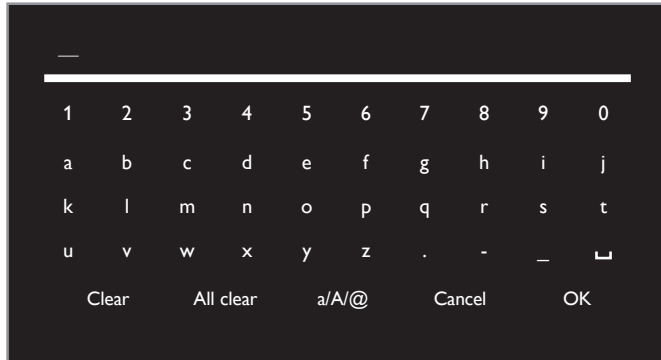 _
1 2 3 4 5 6 7 8 9 0
a b c d e f g h i j
k l m n o p q r s t
u v w x y z . - _ ␣
Clear All clear a/A/@ Cancel OK